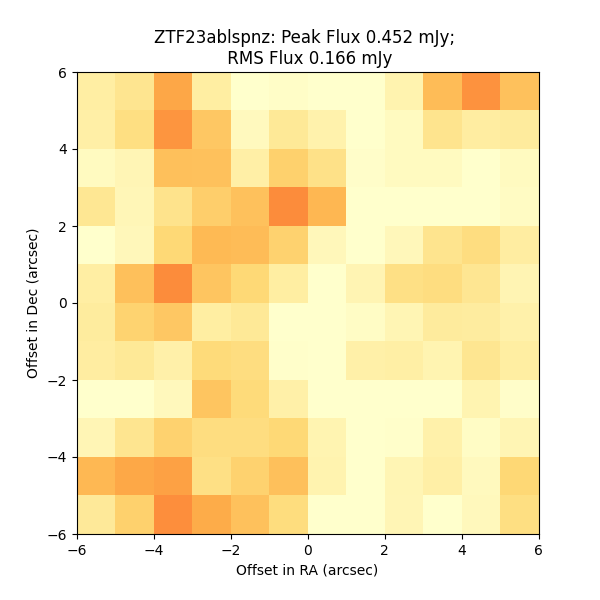 ZTF23ablspnz: Peak Flux 0.452 mJy;
RMS Flux 0.166 mJy
6
4
2
0
−2
−4
−6
Offset in Dec (arcsec)
−6 −4 −2 0 2 4 6
Offset in RA (arcsec)